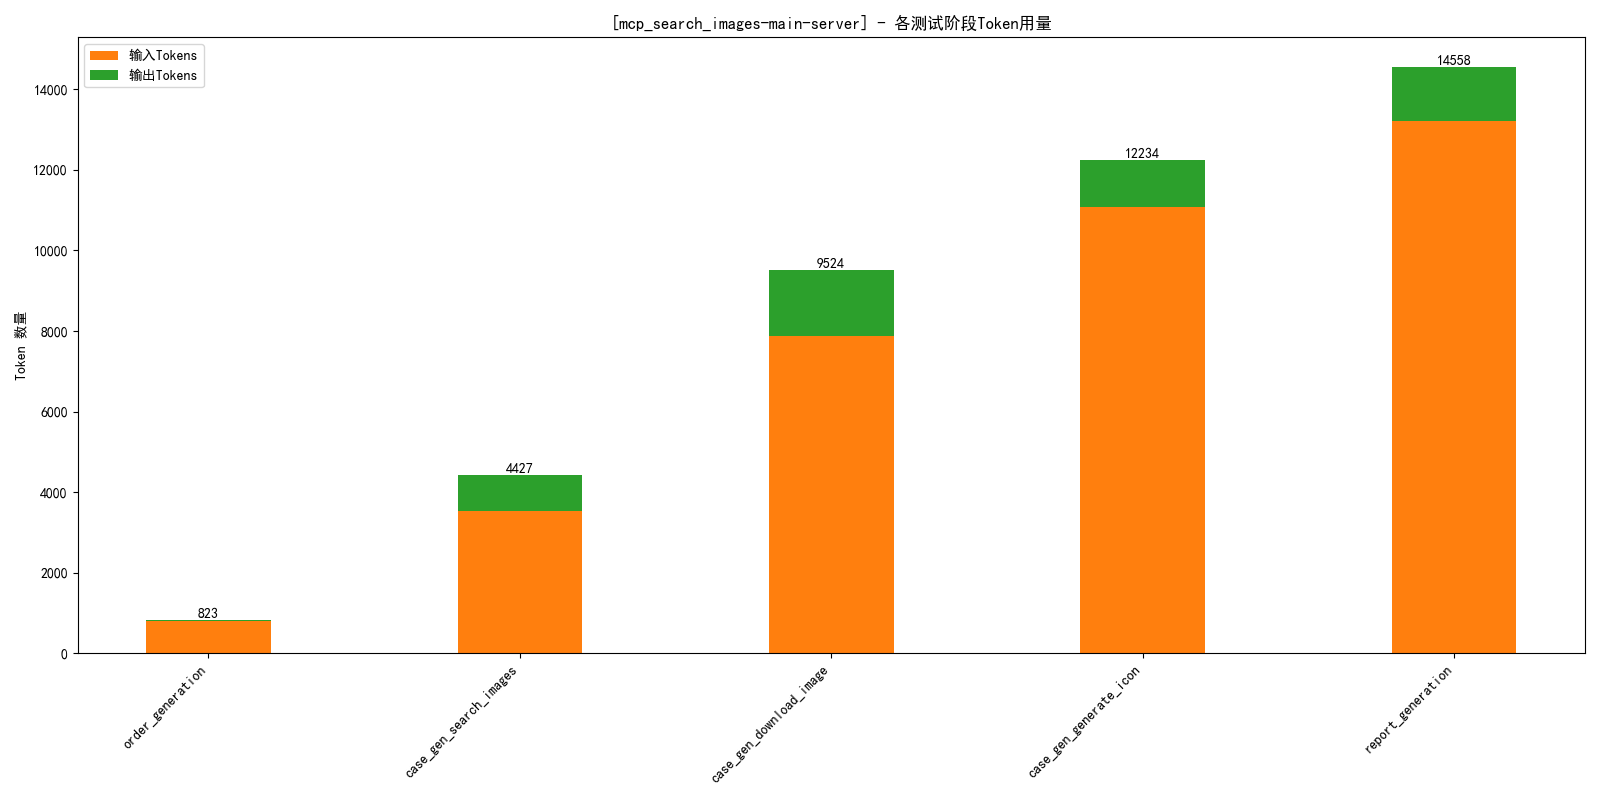 [mcp_search_images-main-server] - 各测试阶段Token用量
输入Tokens
输出Tokens
Token 数量
14000
12000
10000
8000
6000
4000
2000
0
823
4427
9524
12234
14558
order_generation
case_gen_search_images
case_gen_download_image
case_gen_generate_icon
report_generation